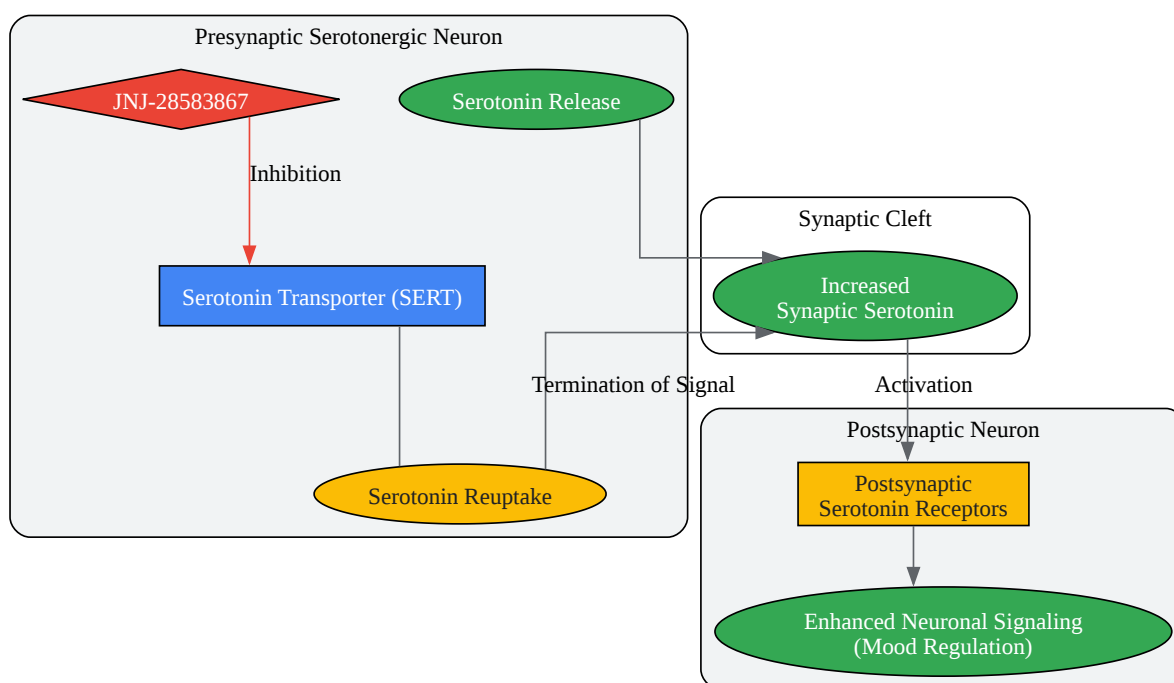 Presynaptic Serotonergic Neuron
JNJ-28583867
Serotonin Release
Inhibition
Synaptic Cleft
Serotonin Transporter (SERT)
Increased
Synaptic Serotonin
Termination of Signal
Activation
Postsynaptic Neuron
Serotonin Reuptake
Postsynaptic
Serotonin Receptors
Enhanced Neuronal Signaling
(Mood Regulation)